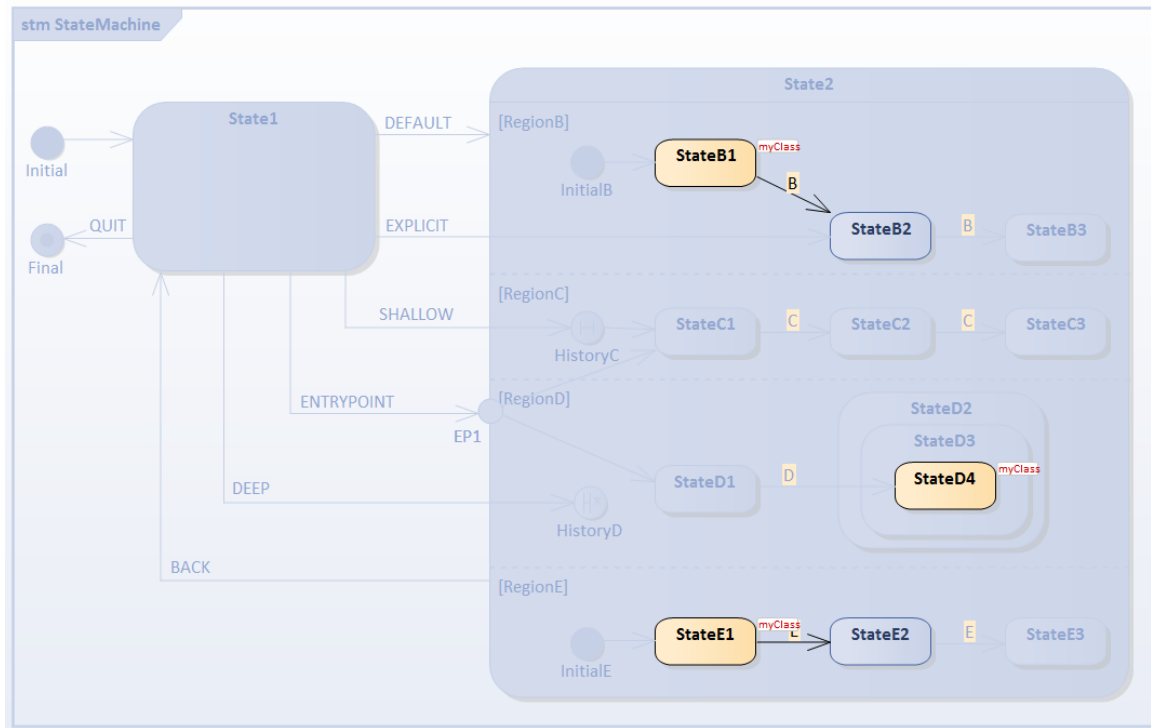 stm StateMachine
State2
State1
DEFAULT
[RegionB]
StateB1
myClass
Initial
InitialB
B
QUIT
EXPLICIT
StateB2
B
StateB3
Final
[RegionC]
SHALLOW
StateC1
C
StateC2
C
StateC3
H
HistoryC
ENTRYPOINT
[RegionD]
StateD2
EP1
StateD3
D
StateD1
StateD4
myClass
DEEP
H*
HistoryD
BACK
[RegionE]
StateE1
myClass
StateE2
E
StateE3
InitialE